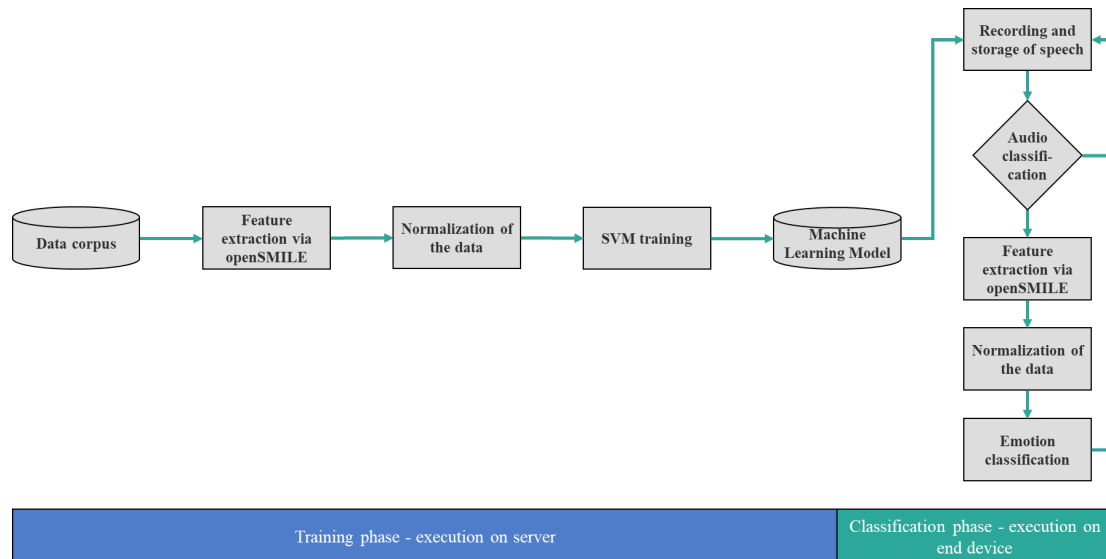 Recording and
storage of speech
Audio
classifi-
cation
Data corpus
Feature
extraction via
openSMILE
Normalization of
the data
SVM training
Machine
Learning Model
Feature
extraction via
openSMILE
Normalization of
the data
Emotion
classification
Training phase - execution on server
Classification phase - execution on
end device